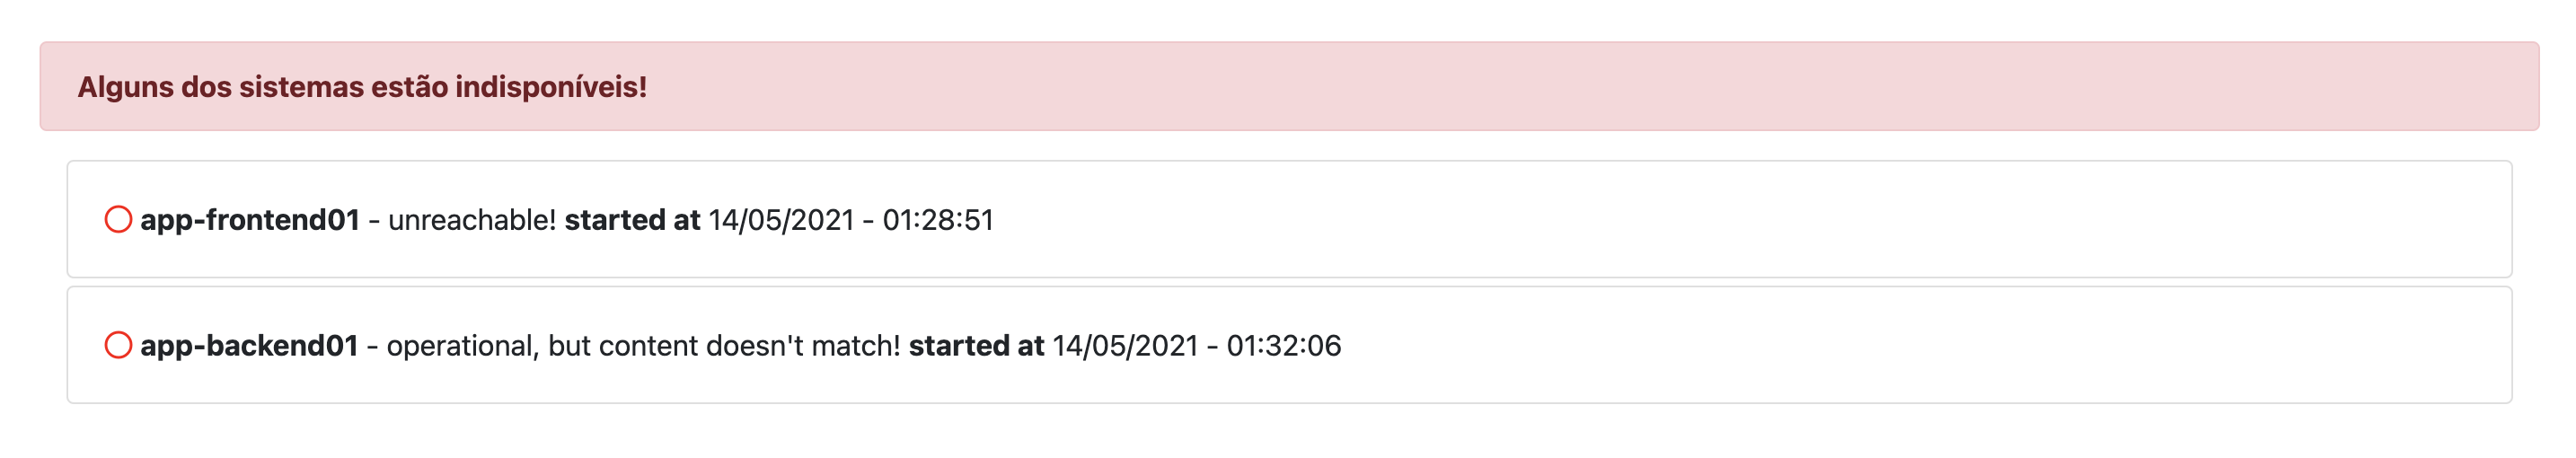 Alguns dos sistemas estão indisponíveis!
app-frontend01 - unreachable! started at 14/05/2021 - 01:28:51
app-backend01 - operational, but content doesn't match! started at 14/05/2021 - 01:32:06